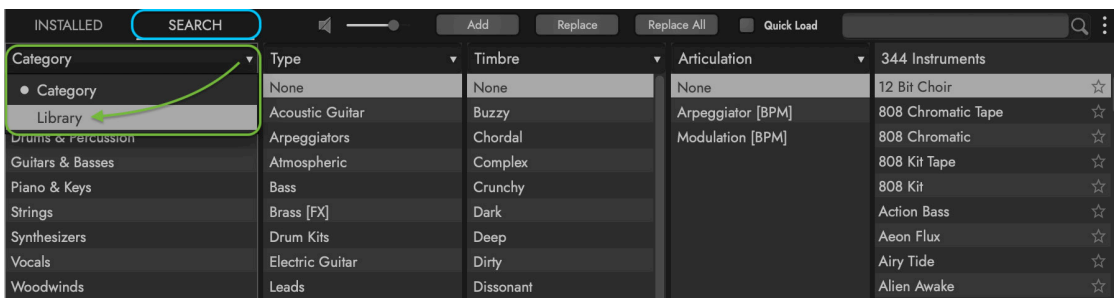 INSTALLED SEARCH Add Replace Replace All Quick Load
Category Type Timbre Articulation 344 Instruments
Category None None None 12 Bit Choir
Library Acoustic Guitar Buzzy Arpeggiator [BPM] 808 Chromatic Tape
Drums & Percussion Arpeggiators Chordal Modulation [BPM] 808 Chromatic
Guitars & Basses Atmospheric Complex 808 Kit Tape
Piano & Keys Bass Crunchy 808 Kit
Strings Brass [FX] Dark Action Bass
Synthesizers Drum Kits Deep Aeon Flux
Vocals Electric Guitar Dirty Airy Tide
Woodwinds Leads Dissonant Alien Awake